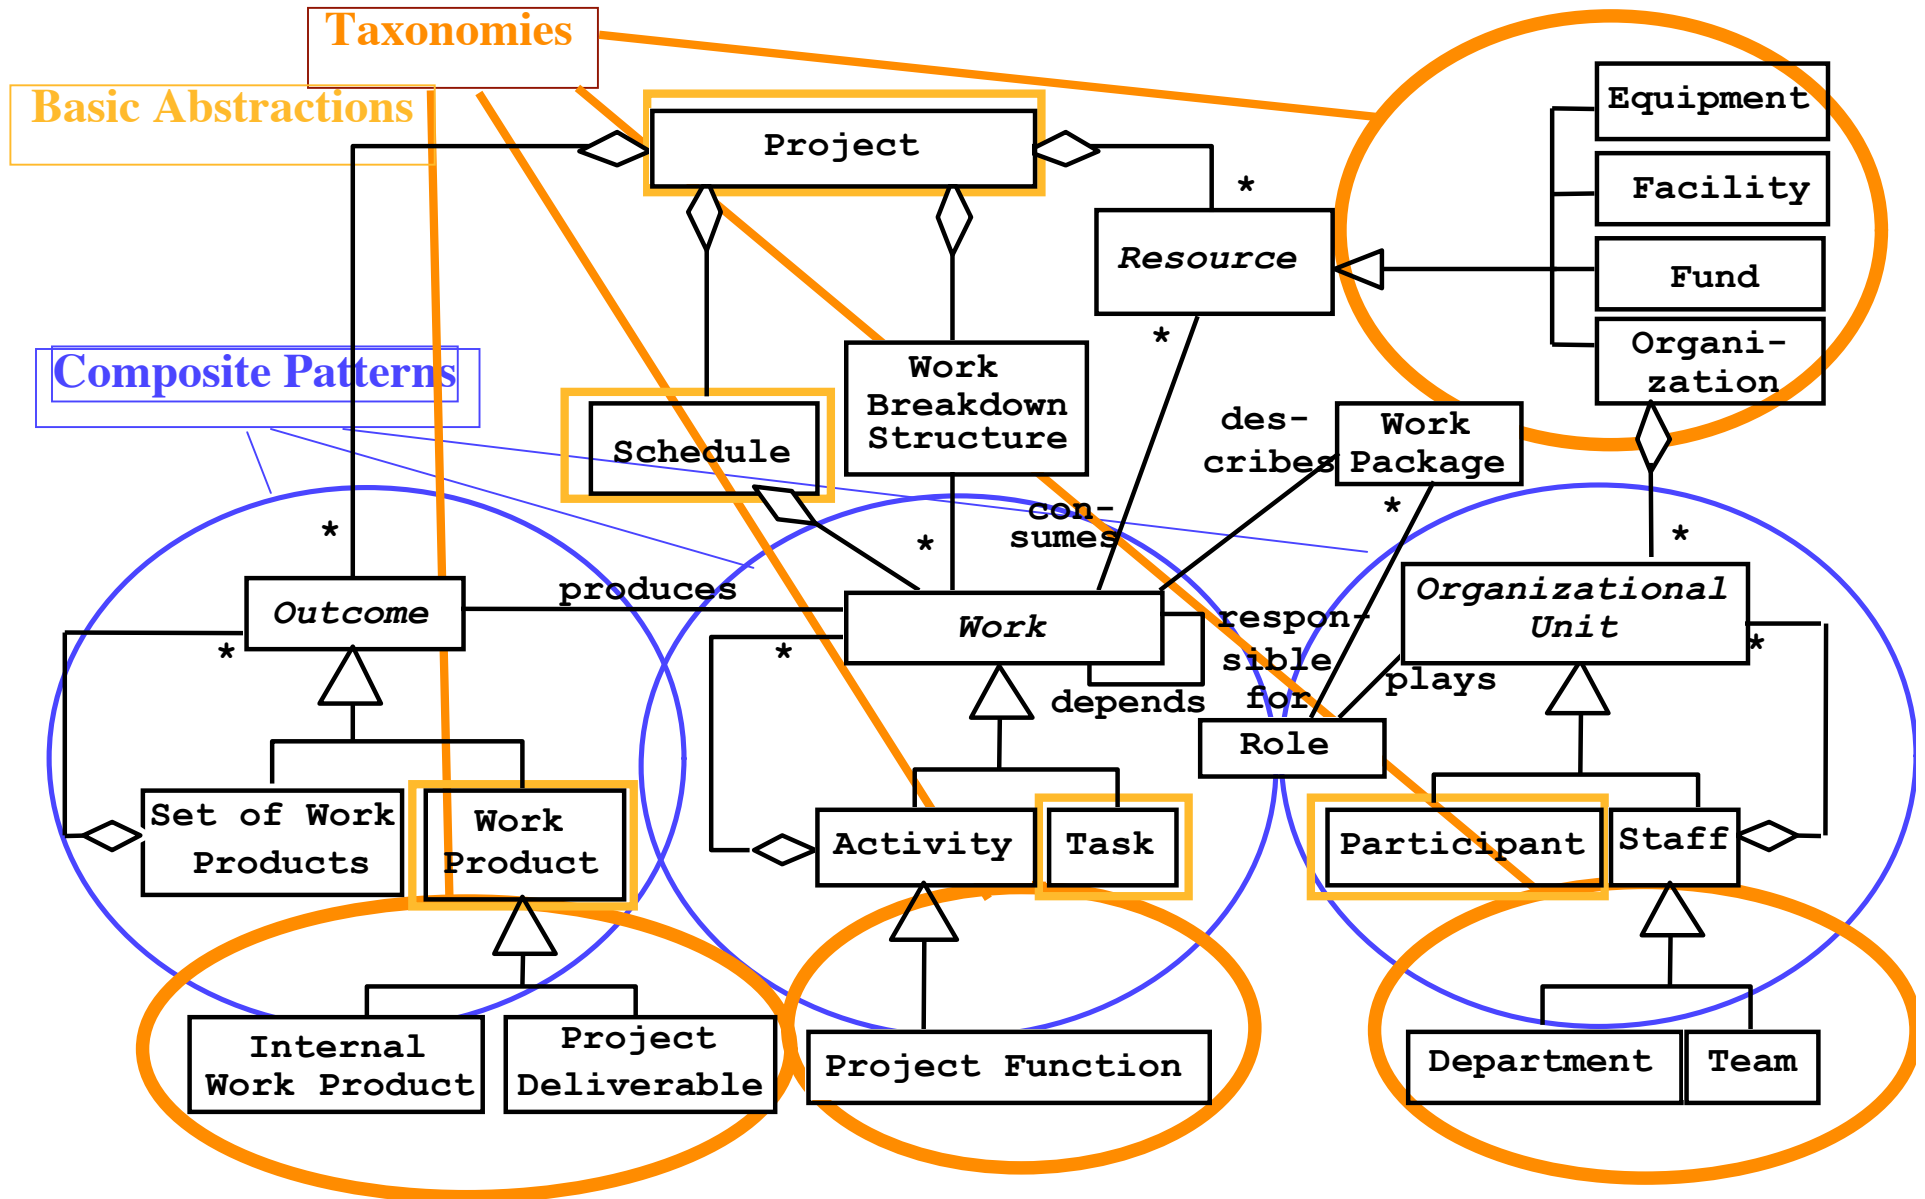 Taxonomies
Basic Abstractions
Equipment
Project
*
Facility
Resource
Fund
*
Organi-
zation
Composite Patterns
Work
Breakdown
Structure
des-
cribes
Work
Package
Schedule
*
con-
sumes
*
*
*
produces
Outcome
*
Work
*
respon-
sible
for
Organizational
Unit
*
depends
plays
Role
Set of Work
Products
Work
Product
Activity
Task
Participant
Staff
Internal
Work Product
Project
Deliverable
Project Function
Department
Team